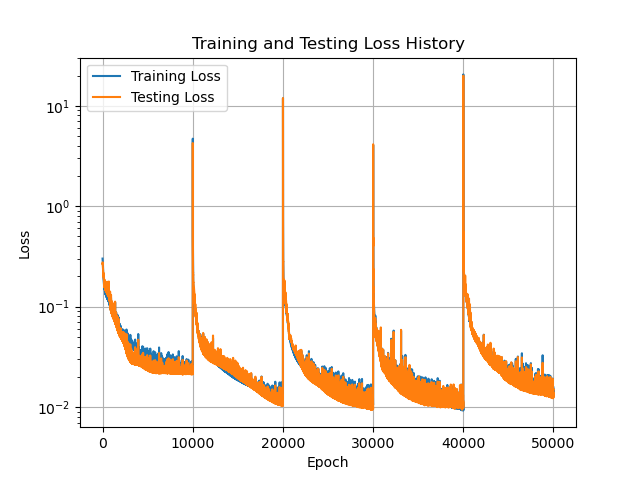 Training and Testing Loss History
Training Loss
Testing Loss
10¹
10⁰
10⁻¹
10⁻²
Loss
0 10000 20000 30000 40000 50000
Epoch